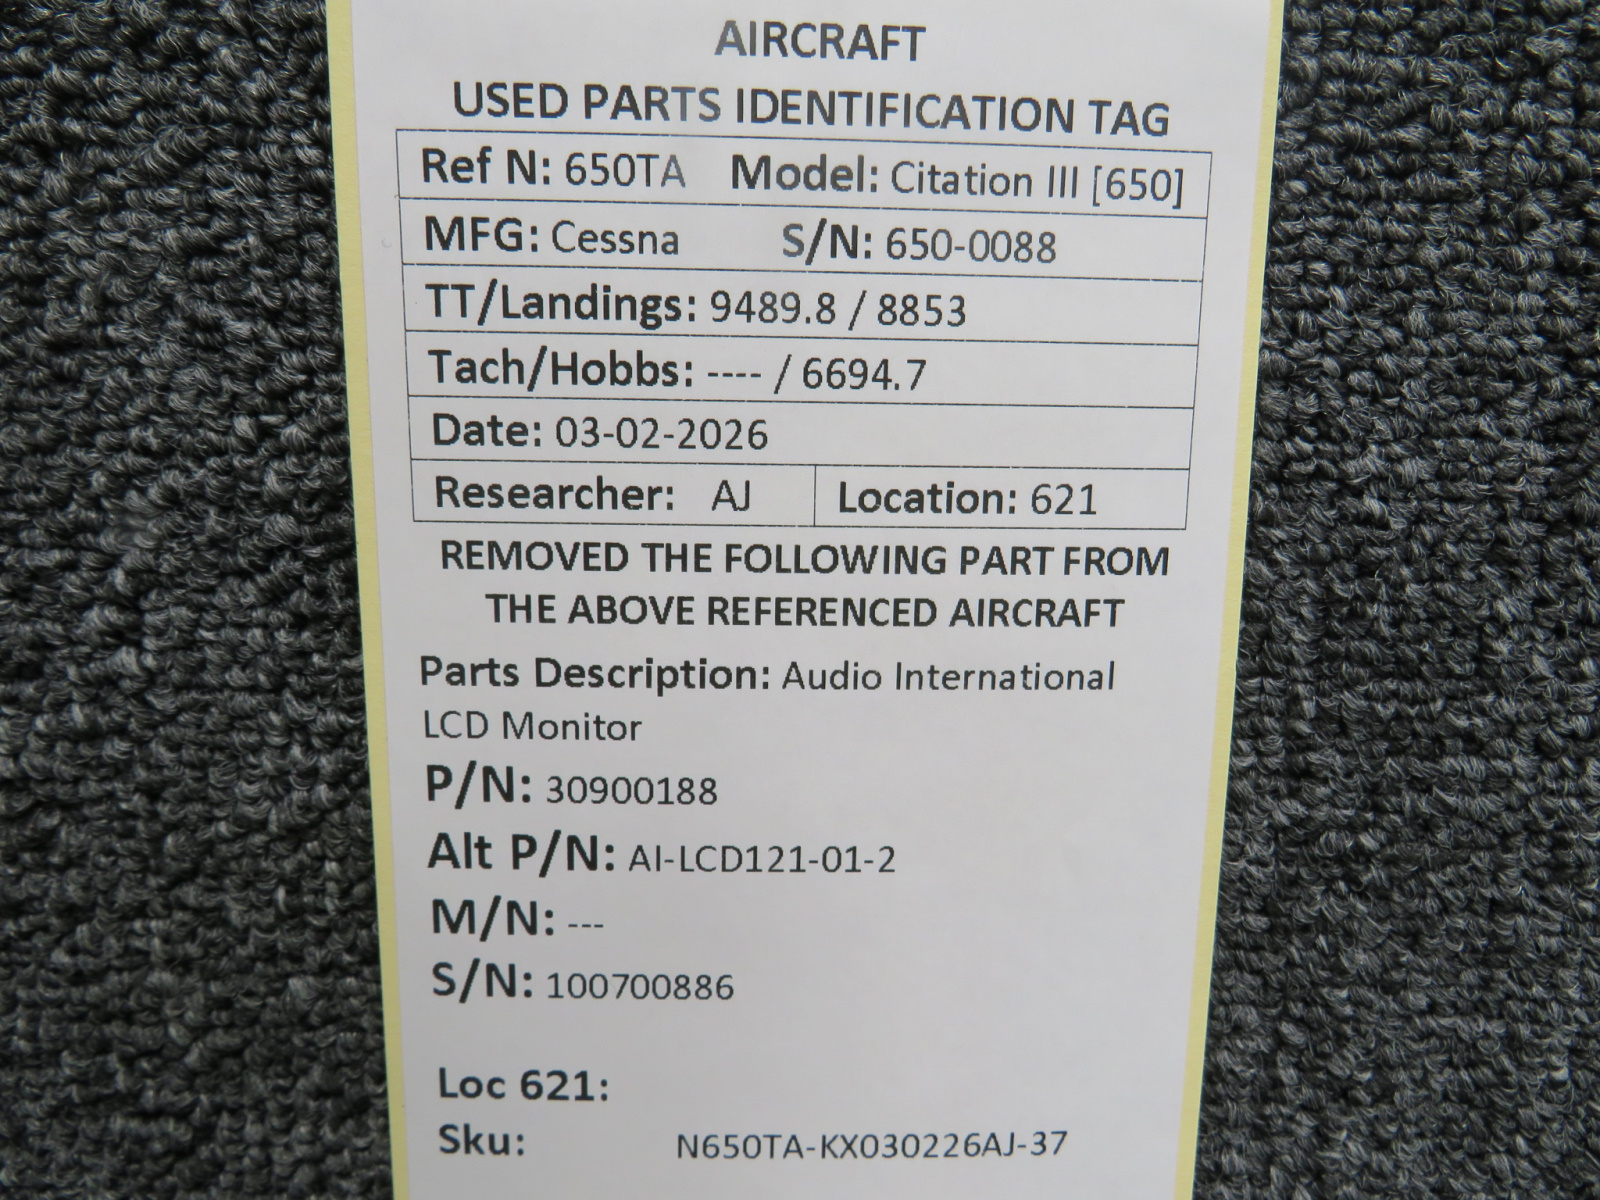 AIRCRAFT
USED PARTS IDENTIFICATION TAG
Ref N: 650TA Model: Citation III [650]
MFG: Cessna S/N: 650-0088
TT/Landings: 9489.8 / 8853
Tach/Hobbs: ---- / 6694.7
Date: 03-02-2026
Researcher: AJ Location: 621
REMOVED THE FOLLOWING PART FROM
THE ABOVE REFERENCED AIRCRAFT
Parts Description: Audio International
LCD Monitor
P/N: 30900188
Alt P/N: AI-LCD121-01-2
M/N: ---
S/N: 100700886
Loc 621:
Sku: N650TA-KX030226AJ-37